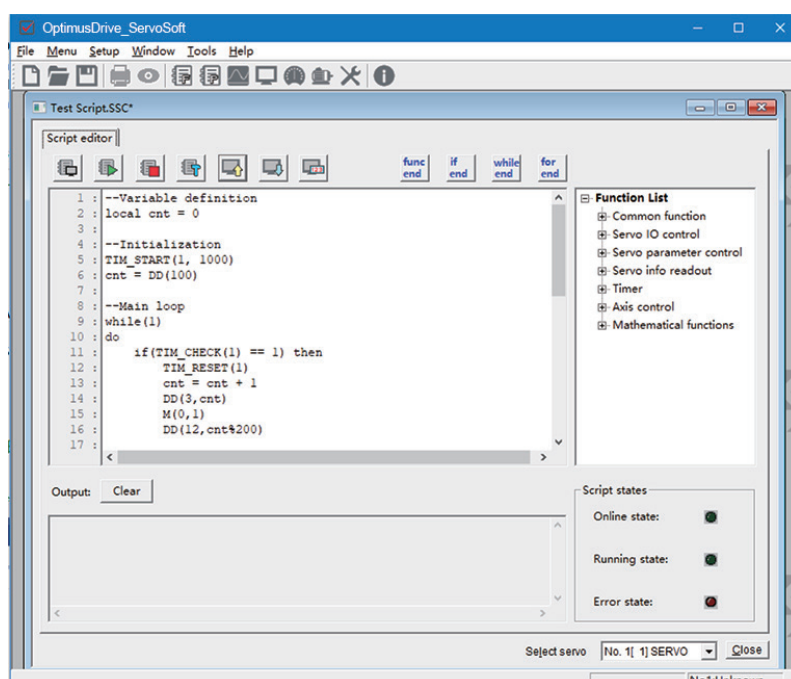 OptimusDrive_ServoSoft
File Menu Setup Window Tools Help
Test Script.SSC*
Script editor
func end
if end
while end
for end
1 : --Variable definition
2 : local cnt = 0
3 :
4 : --Initialization
5 : TIM_START(1, 1000)
6 : cnt = DD(100)
7 :
8 : --Main loop
9 : while(1)
10 : do
11 : if(TIM_CHECK(1) == 1) then
12 : TIM_RESET(1)
13 : cnt = cnt + 1
14 : DD(3,cnt)
15 : M(0,1)
16 : DD(12,cnt%200)
17 :
Function List
Common function
Servo IO control
Servo parameter control
Servo info readout
Timer
Axis control
Mathematical functions
Output: Clear
Script states
Online state:
Running state:
Error state:
Select servo No. 1[ 1] SERVO Close